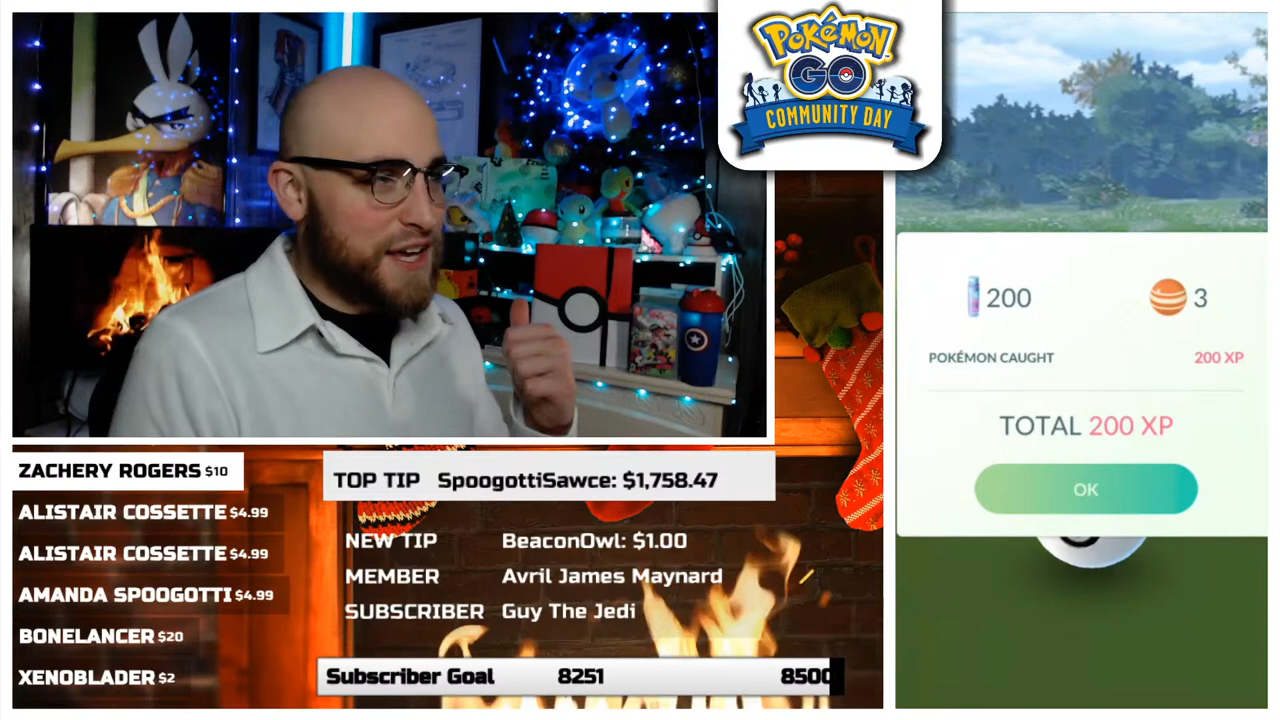 POKÉMON
GO
COMMUNITY DAY
200
3
POKÉMON CAUGHT 200 XP
TOTAL 200 XP
OK
ZACHERY ROGERS $10
ALISTAIR COSSETTE $4.99
ALISTAIR COSSETTE $4.99
AMANDA SPOOGOTTI $4.99
BONELANCER $20
XENOBLADER $2
TOP TIP SpoogottiSawce: $1,758.47
NEW TIP BeaconOwl: $1.00
MEMBER Avril James Maynard
SUBSCRIBER Guy The Jedi
Subscriber Goal 8251 8500